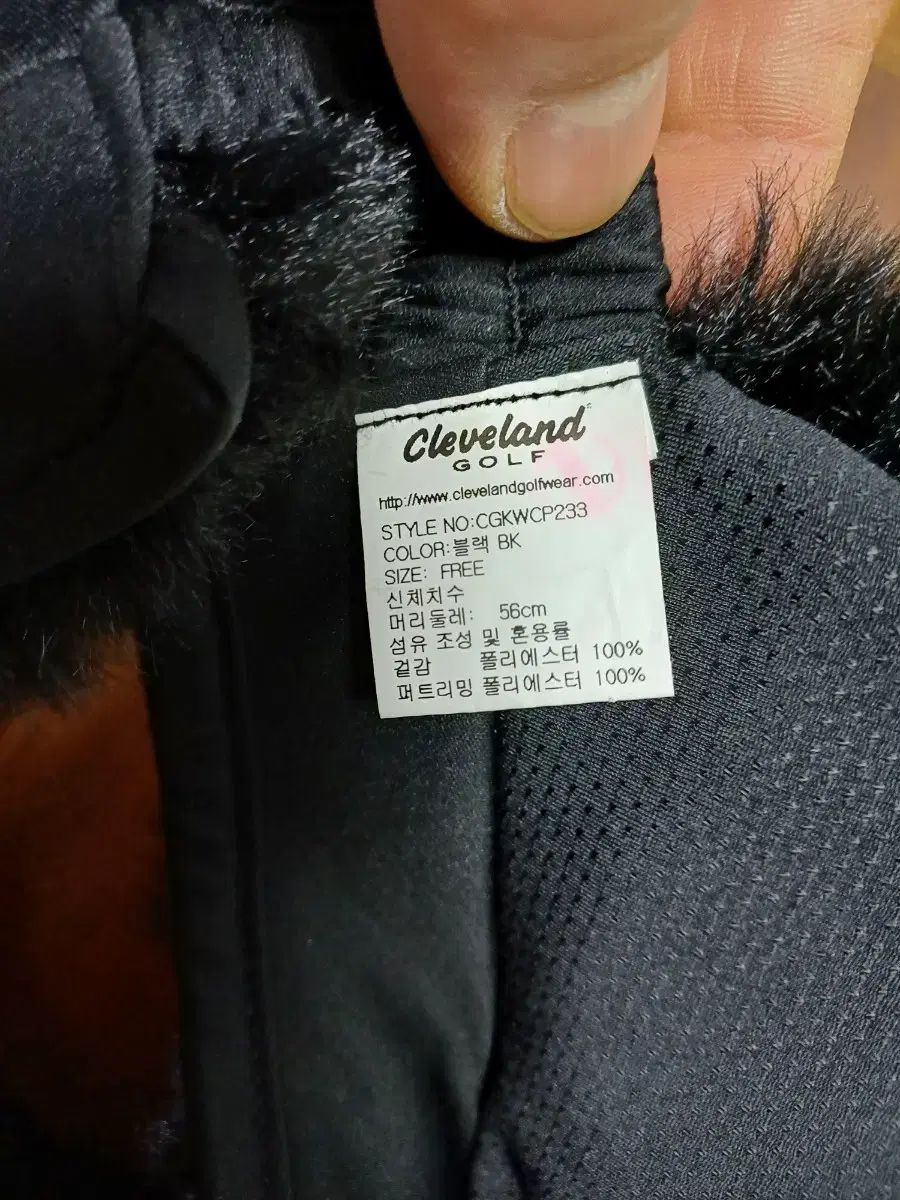 Cleveland
GOLF
http://www.clevelandgolfwear.com
STYLE NO:CGKWCP233
COLOR:블랙 BK
SIZE: FREE
신체치수
머리둘레: 56cm
섬유 조성 및 혼용률
겉감 폴리에스터 100%
퍼트리밍 폴리에스터 100%